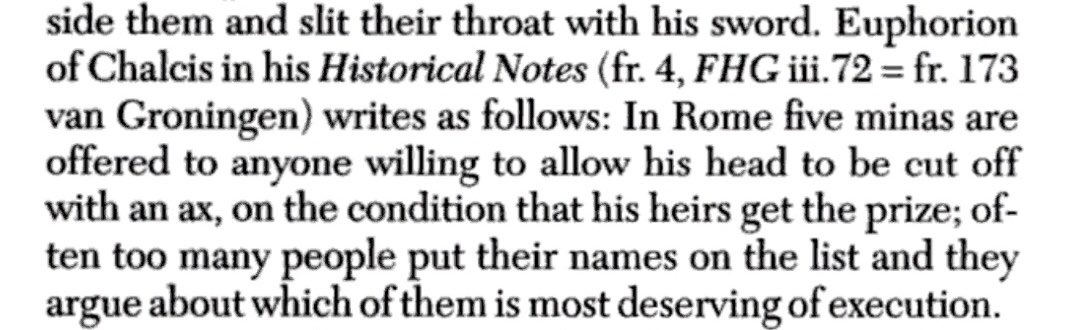 side them and slit their throat with his sword. Euphorion
of Chalcis in his Historical Notes (fr. 4, FHG iii.72 = fr. 173
van Groningen) writes as follows: In Rome five minas are
offered to anyone willing to allow his head to be cut off
with an ax, on the condition that his heirs get the prize; of-
ten too many people put their names on the list and they
argue about which of them is most deserving of execution.